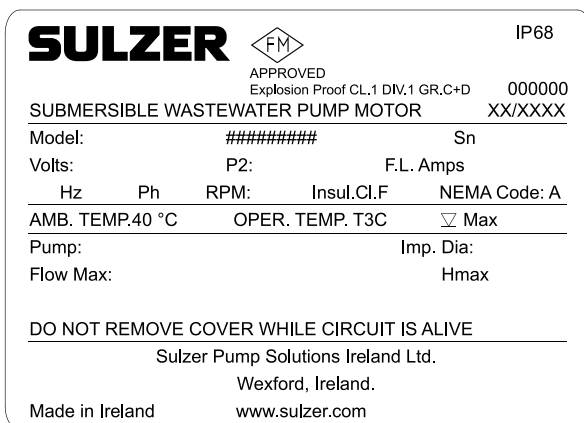 SULZER
FM
IP68
APPROVED
Explosion Proof CL.1 DIV.1 GR.C+D 000000
SUBMERSIBLE WASTEWATER PUMP MOTOR XX/XXXX
Model: ######### Sn
Volts: P2: F.L. Amps
Hz Ph RPM: Insul.Cl.F NEMA Code: A
AMB. TEMP.40 °C OPER. TEMP. T3C Max
Pump: Imp. Dia:
Flow Max: Hmax
DO NOT REMOVE COVER WHILE CIRCUIT IS ALIVE
Sulzer Pump Solutions Ireland Ltd.
Wexford, Ireland.
Made in Ireland www.sulzer.com